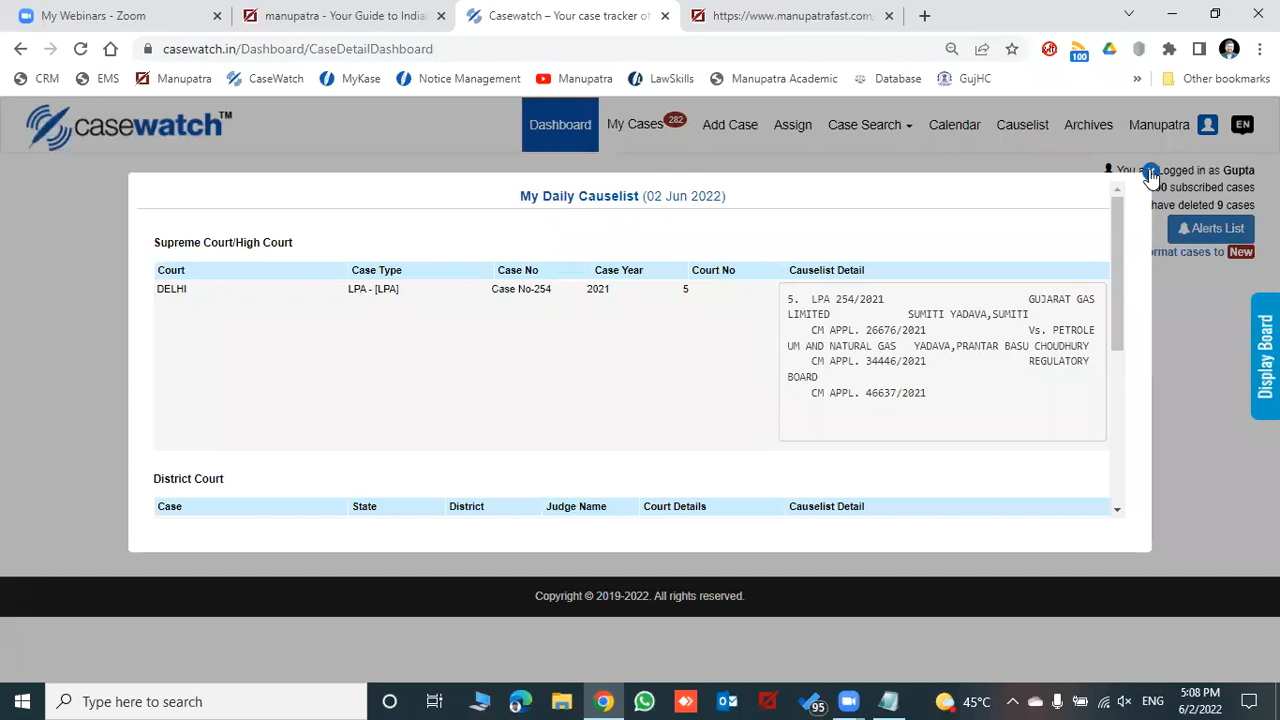 My Webinars - Zoom
manupatra - Your Guide to Indian
Casewatch – Your case tracker of
https://www.manupatrafast.com/
casewatch.in/Dashboard/CaseDetailDashboard
100
CRM
EMS
Manupatra
CaseWatch
MyKase
Notice Management
Manupatra
LawSkills
Manupatra Academic
Database
GujHC
»
Other bookmarks
casewatch™
Dashboard
My Cases 282
Add Case
Assign
Case Search
Calendar
Causelist
Archives
Manupatra
EN
Logged in as Gupta
subscribed cases
have deleted 9 cases
Alerts List
ormat cases to New
Display Board
My Daily Causelist (02 Jun 2022)
Supreme Court/High Court
Court Case Type Case No Case Year Court No Causelist Detail
DELHI LPA - [LPA] Case No-254 2021 5
5. LPA 254/2021 GUJARAT GAS
LIMITED SUMITI YADAVA,SUMITI
CM APPL. 26676/2021 Vs. PETROLE
UM AND NATURAL GAS YADAVA,PRANTAR BASU CHOUDHURY
CM APPL. 34446/2021 REGULATORY
BOARD
CM APPL. 46637/2021
District Court
Case State District Judge Name Court Details Causelist Detail
Copyright © 2019-2022. All rights reserved.
Type here to search
95
45°C
ENG
5:08 PM
6/2/2022